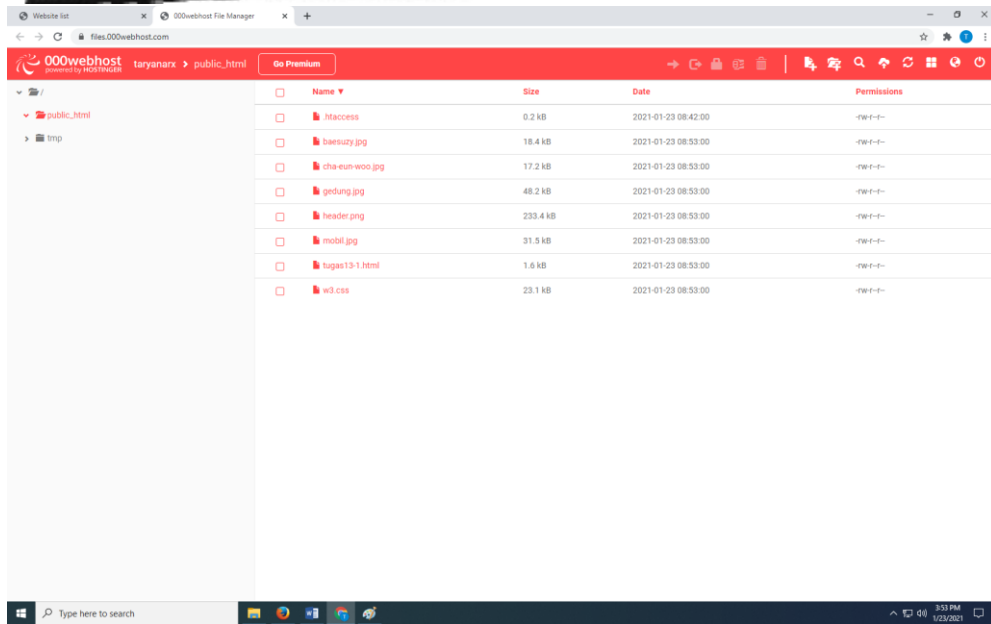 Website list
000webhost File Manager
files.000webhost.com
T
000webhost
powered by HOSTINGER
taryanarx > public_html
Go Premium
/
public_html
tmp
Name Size Date Permissions
.htaccess 0.2 kB 2021-01-23 08:42:00 -rw-r--r--
baesuzy.jpg 18.4 kB 2021-01-23 08:53:00 -rw-r--r--
cha-eun-woo.jpg 17.2 kB 2021-01-23 08:53:00 -rw-r--r--
gedung.jpg 48.2 kB 2021-01-23 08:53:00 -rw-r--r--
header.png 233.4 kB 2021-01-23 08:53:00 -rw-r--r--
mobil.jpg 31.5 kB 2021-01-23 08:53:00 -rw-r--r--
tugas13-1.html 1.6 kB 2021-01-23 08:53:00 -rw-r--r--
w3.css 23.1 kB 2021-01-23 08:53:00 -rw-r--r--
Type here to search
3:53 PM
1/23/2021